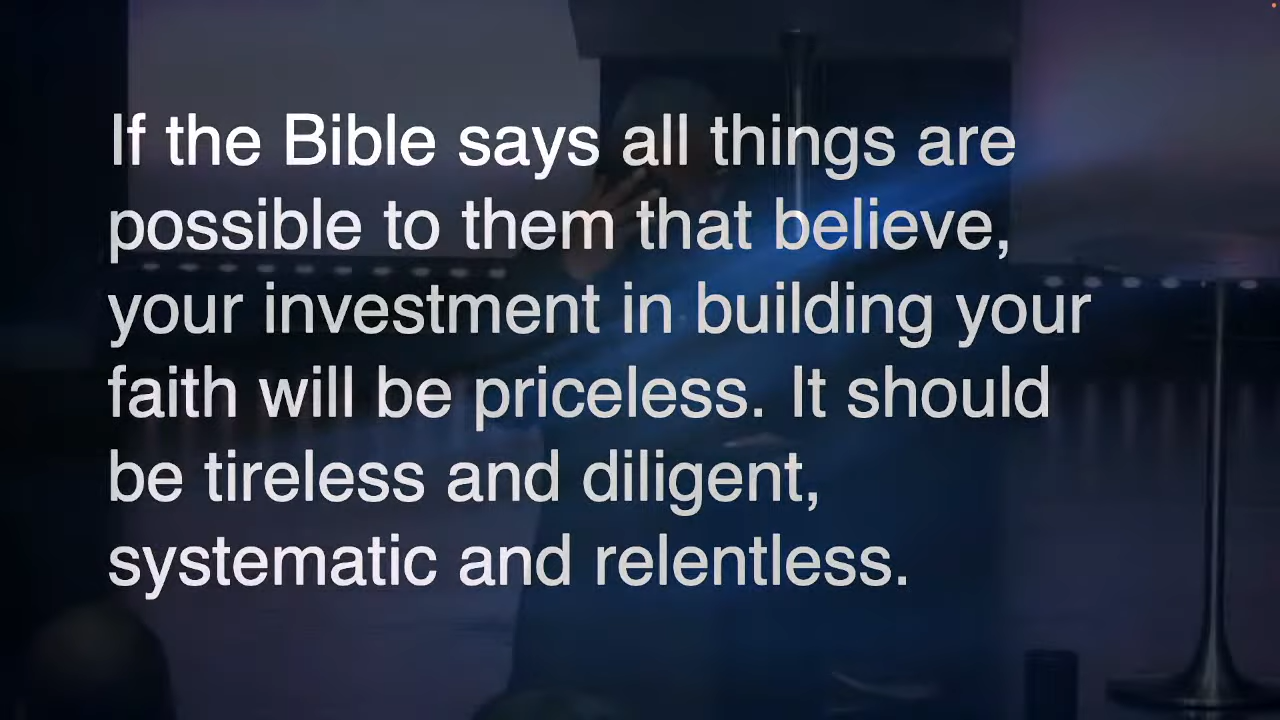 If the Bible says all things are
possible to them that believe,
your investment in building your
faith will be priceless. It should
be tireless and diligent,
systematic and relentless.